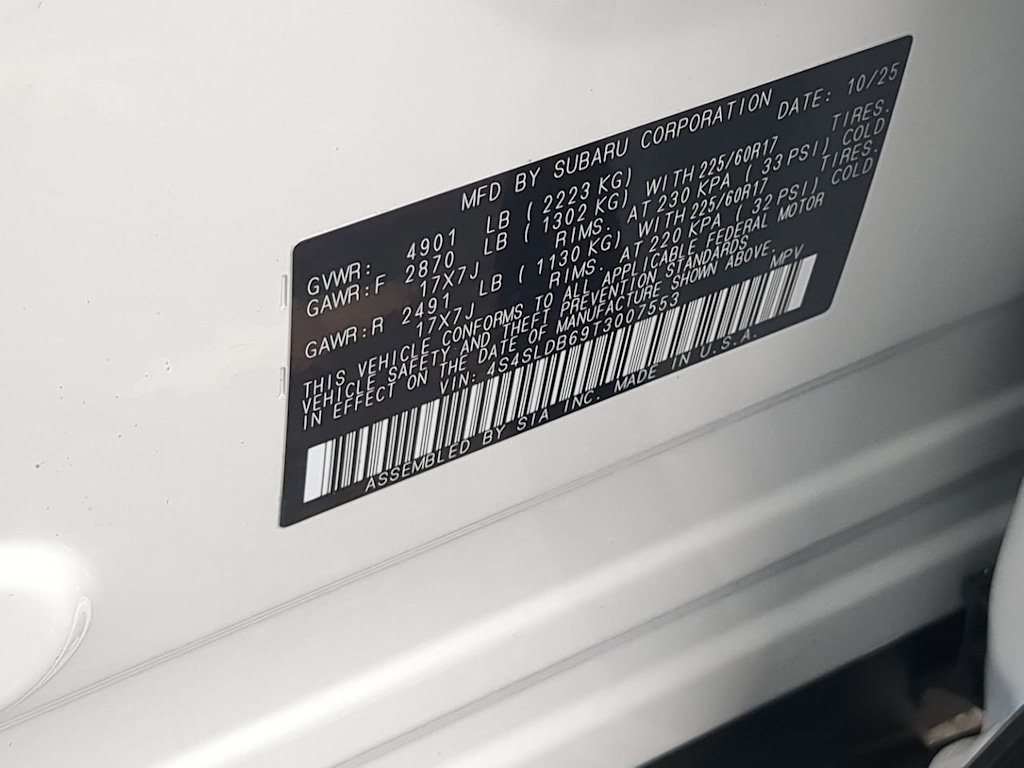 MFD BY SUBARU CORPORATION DATE: 10/25
GVWR: 4901 LB ( 2223 KG)
GAWR:F 2870 LB ( 1302 KG) WITH 225/60R17 TIRES.
17X7J RIMS. AT 230 KPA ( 33 PSI) COLD
GAWR:R 2491 LB ( 1130 KG) WITH 225/60R17 TIRES.
17X7J RIMS. AT 220 KPA ( 32 PSI) COLD
THIS VEHICLE CONFORMS TO ALL APPLICABLE FEDERAL MOTOR
VEHICLE SAFETY AND THEFT PREVENTION STANDARDS
IN EFFECT ON THE DATE OF MANUFACTURE SHOWN ABOVE.
VIN: 4S4SLDB69T3007553 MPV
ASSEMBLED BY SIA INC. MADE IN U.S.A.